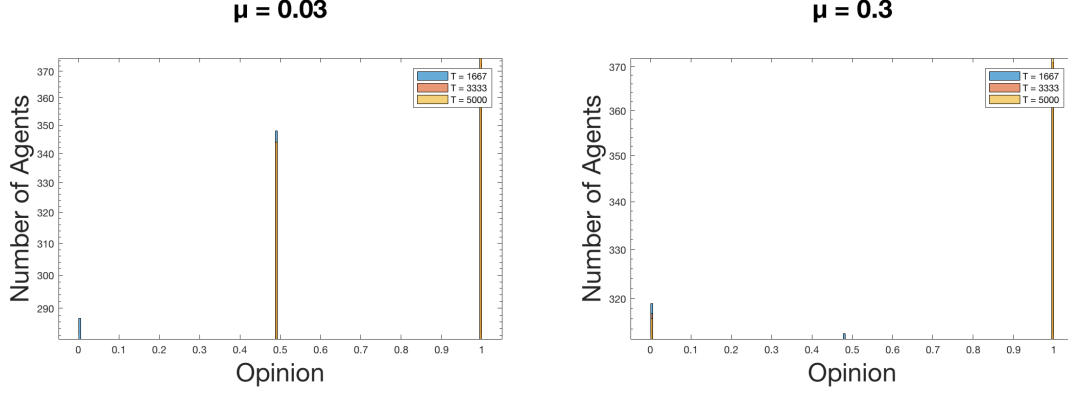 μ = 0.03
Number of Agents
370
360
350
340
330
320
310
300
290
0 0.1 0.2 0.3 0.4 0.5 0.6 0.7 0.8 0.9 1
Opinion
T = 1667
T = 3333
T = 5000
μ = 0.3
Number of Agents
370
360
350
340
330
320
0 0.1 0.2 0.3 0.4 0.5 0.6 0.7 0.8 0.9 1
Opinion
T = 1667
T = 3333
T = 5000